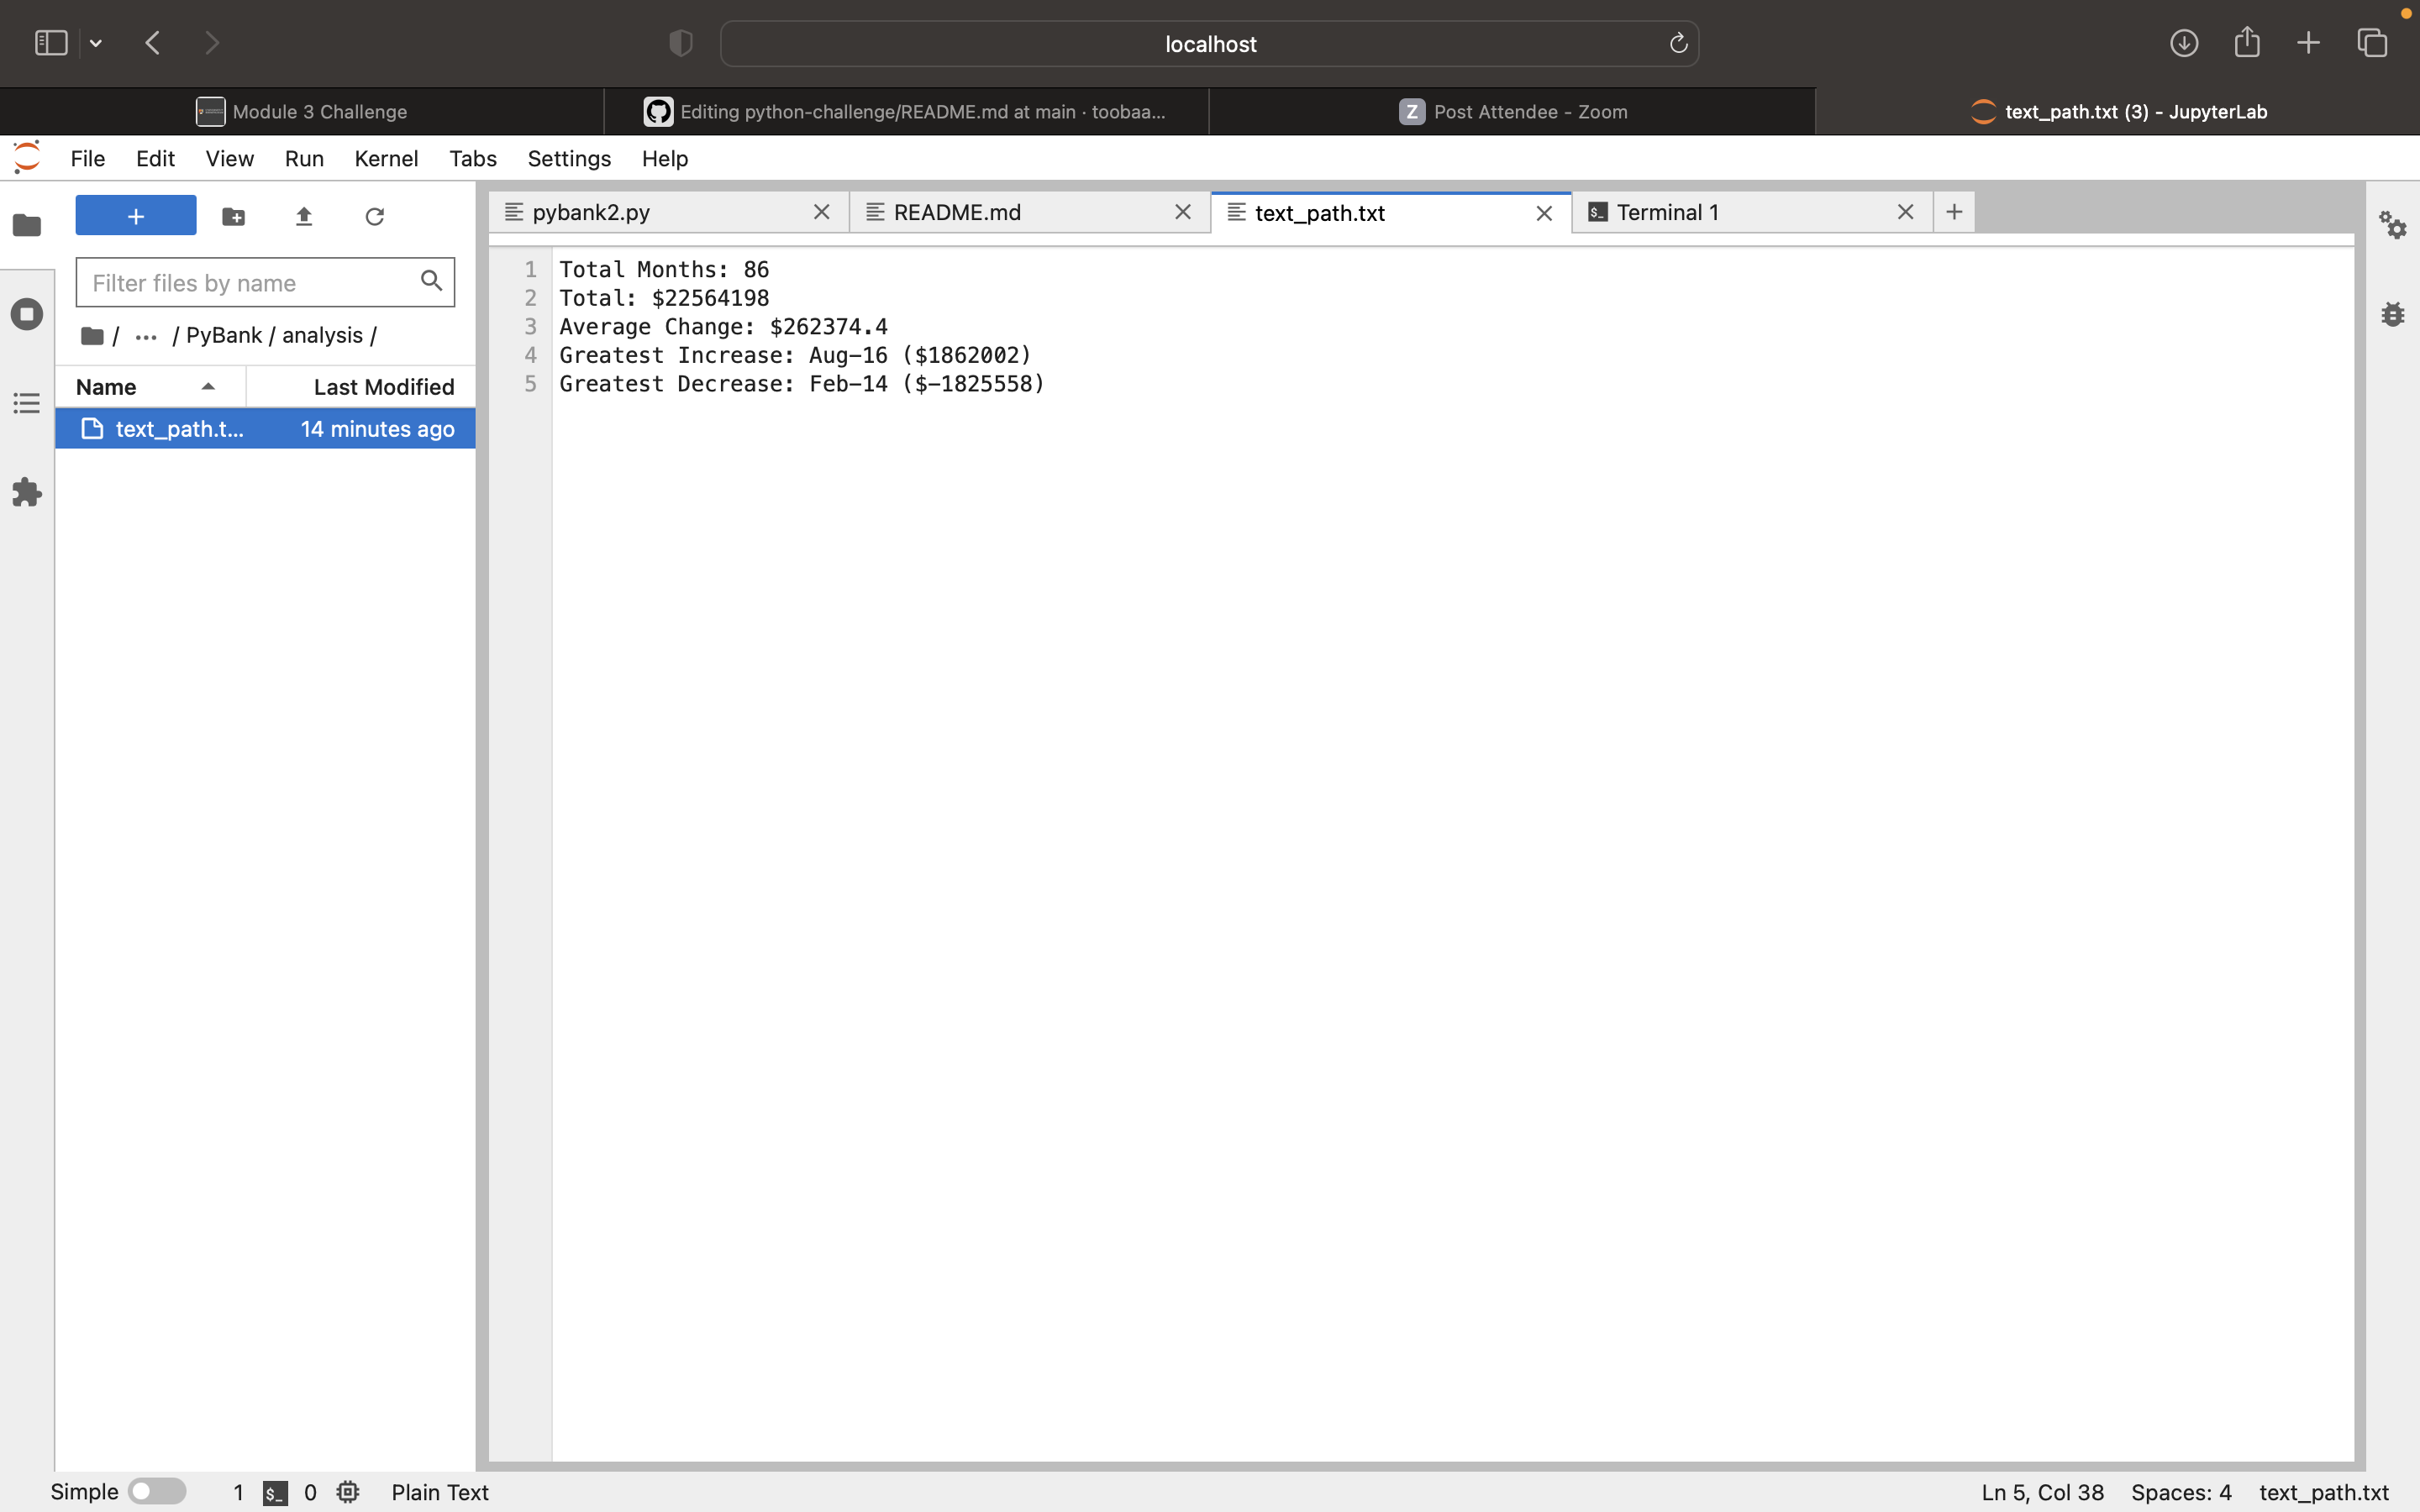 localhost
Module 3 Challenge
Editing python-challenge/README.md at main · toobaa...
Z Post Attendee - Zoom
text_path.txt (3) - JupyterLab
File Edit View Run Kernel Tabs Settings Help
pybank2.py
README.md
text_path.txt
$_ Terminal 1
Filter files by name
/ ... / PyBank / analysis /
Name
Last Modified
text_path.t...
14 minutes ago
1 Total Months: 86
2 Total: $22564198
3 Average Change: $262374.4
4 Greatest Increase: Aug-16 ($1862002)
5 Greatest Decrease: Feb-14 ($-1825558)
Simple 1 $_ 0 Plain Text
Ln 5, Col 38 Spaces: 4 text_path.txt